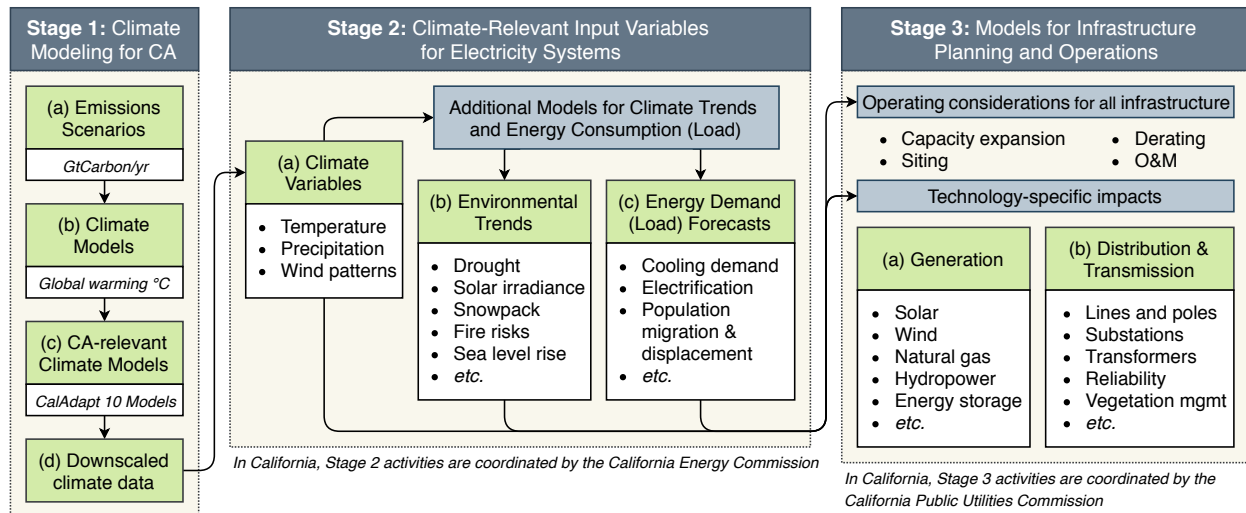 Stage 1: Climate
Modeling for CA
(a) Emissions
Scenarios
GtCarbon/yr
(b) Climate
Models
Global warming °C
(c) CA-relevant
Climate Models
CalAdapt 10 Models
(d) Downscaled
climate data
Stage 2: Climate-Relevant Input Variables
for Electricity Systems
Additional Models for Climate Trends
and Energy Consumption (Load)
(a) Climate
Variables
• Temperature
• Precipitation
• Wind patterns
(b) Environmental
Trends
• Drought
• Solar irradiance
• Snowpack
• Fire risks
• Sea level rise
• etc.
(c) Energy Demand
(Load) Forecasts
• Cooling demand
• Electrification
• Population
migration &
displacement
• etc.
In California, Stage 2 activities are coordinated by the California Energy Commission
Stage 3: Models for Infrastructure
Planning and Operations
Operating considerations for all infrastructure
• Capacity expansion
• Siting
• Derating
• O&M
Technology-specific impacts
(a) Generation
• Solar
• Wind
• Natural gas
• Hydropower
• Energy storage
• etc.
(b) Distribution &
Transmission
• Lines and poles
• Substations
• Transformers
• Reliability
• Vegetation mgmt
• etc.
In California, Stage 3 activities are coordinated by the
California Public Utilities Commission